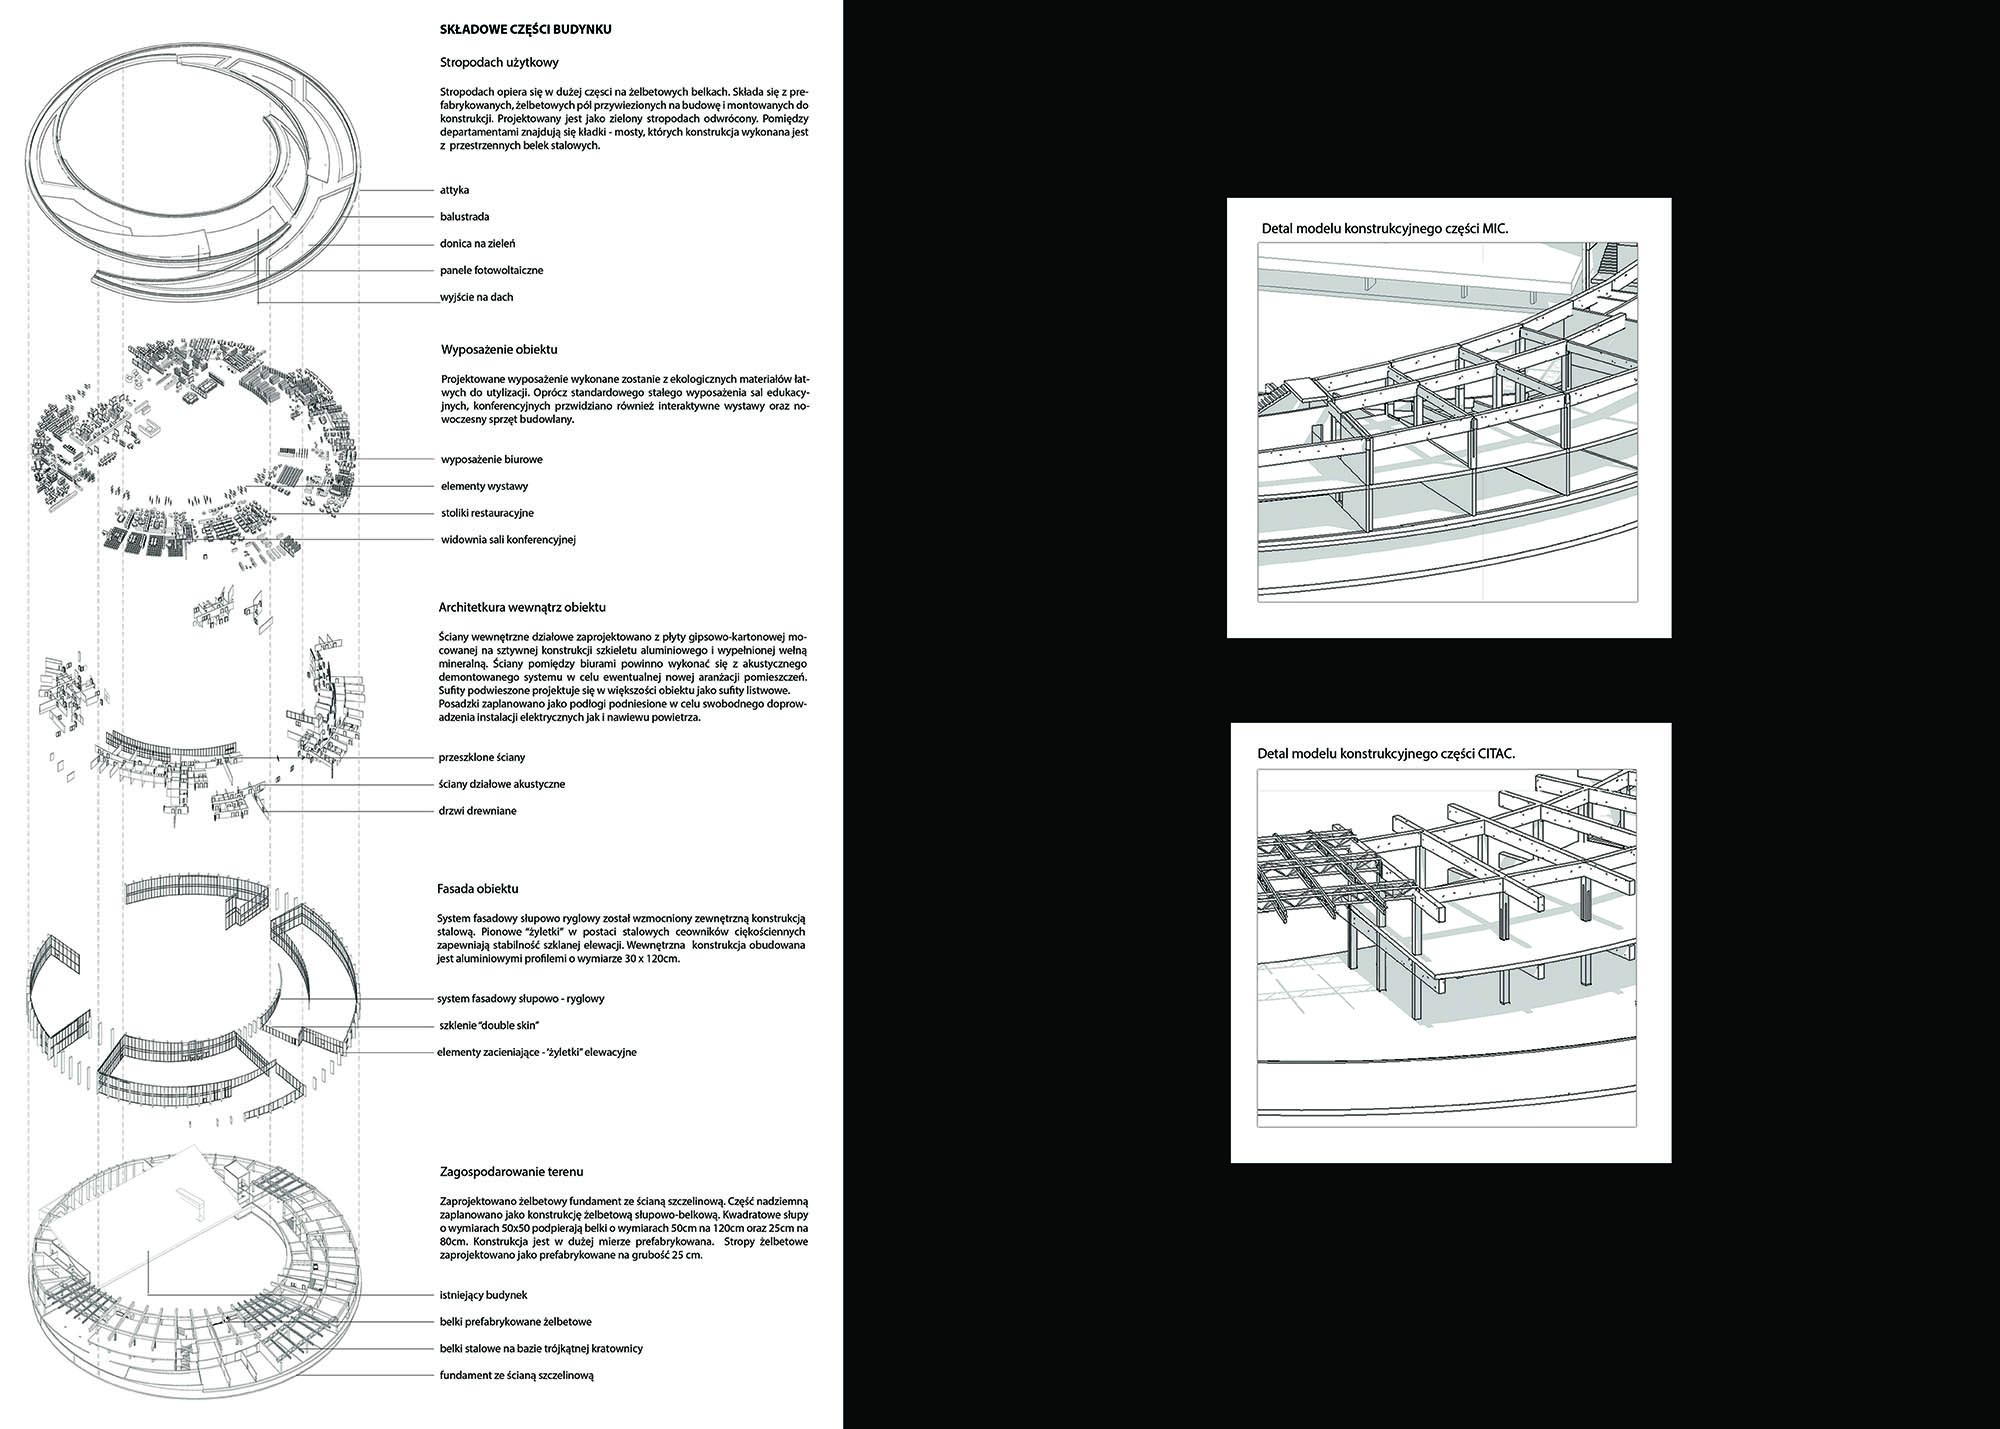 SKŁADOWE CZĘŚCI BUDYNKU
Stropodach użytkowy
Stropodach opiera się w dużej częsci na żelbetowych belkach. Składa się z pre-
fabrykowanych, żelbetowych pól przywiezionych na budowę i montowanych do
konstrukcji. Projektowany jest jako zielony stropodach odwrócony. Pomiędzy
departamentami znajdują się kładki - mosty, których konstrukcja wykonana jest
z przestrzennych belek stalowych.
attyka
balustrada
donica na zieleń
panele fotowoltaiczne
wyjście na dach
Wyposażenie obiektu
Projektowane wyposażenie wykonane zostanie z ekologicznych materiałów łat-
wych do utylizacji. Oprócz standardowego stałego wyposażenia sal edukacy-
jnych, konferencyjnych przwidziano również interaktywne wystawy oraz no-
woczesny sprzęt budowlany.
wyposażenie biurowe
elementy wystawy
stoliki restauracyjne
widownia sali konferencyjnej
Architetkura wewnątrz obiektu
Ściany wewnętrzne działowe zaprojektowano z płyty gipsowo-kartonowej mo-
cowanej na sztywnej konstrukcji szkieletu aluminiowego i wypełnionej wełną
mineralną. Ściany pomiędzy biurami powinno wykonać się z akustycznego
demontowanego systemu w celu ewentualnej nowej aranżacji pomieszczeń.
Sufity podwieszone projektuje się w większości obiektu jako sufity listwowe.
Posadzki zaplanowano jako podłogi podniesione w celu swobodnego doprow-
adzenia instalacji elektrycznych jak i nawiewu powietrza.
przeszklone ściany
ściany działowe akustyczne
drzwi drewniane
Fasada obiektu
System fasadowy słupowo ryglowy został wzmocniony zewnętrzną konstrukcją
stalową. Pionowe “żyletki” w postaci stalowych ceowników ciękościennych
zapewniają stabilność szklanej elewacji. Wewnętrzna konstrukcja obudowana
jest aluminiowymi profilemi o wymiarze 30 x 120cm.
system fasadowy słupowo - ryglowy
szklenie “double skin”
elementy zacieniające - ‘żyletki” elewacyjne
Zagospodarowanie terenu
Zaprojektowano żelbetowy fundament ze ścianą szczelinową. Część nadziemną
zaplanowano jako konstrukcję żelbetową słupowo-belkową. Kwadratowe słupy
o wymiarach 50x50 podpierają belki o wymiarach 50cm na 120cm oraz 25cm na
80cm. Konstrukcja jest w dużej mierze prefabrykowana. Stropy żelbetowe
zaprojektowano jako prefabrykowane na grubość 25 cm.
istniejący budynek
belki prefabrykowane żelbetowe
belki stalowe na bazie trójkątnej kratownicy
fundament ze ścianą szczelinową
Detal modelu konstrukcyjnego części MIC.
Detal modelu konstrukcyjnego części CITAC.